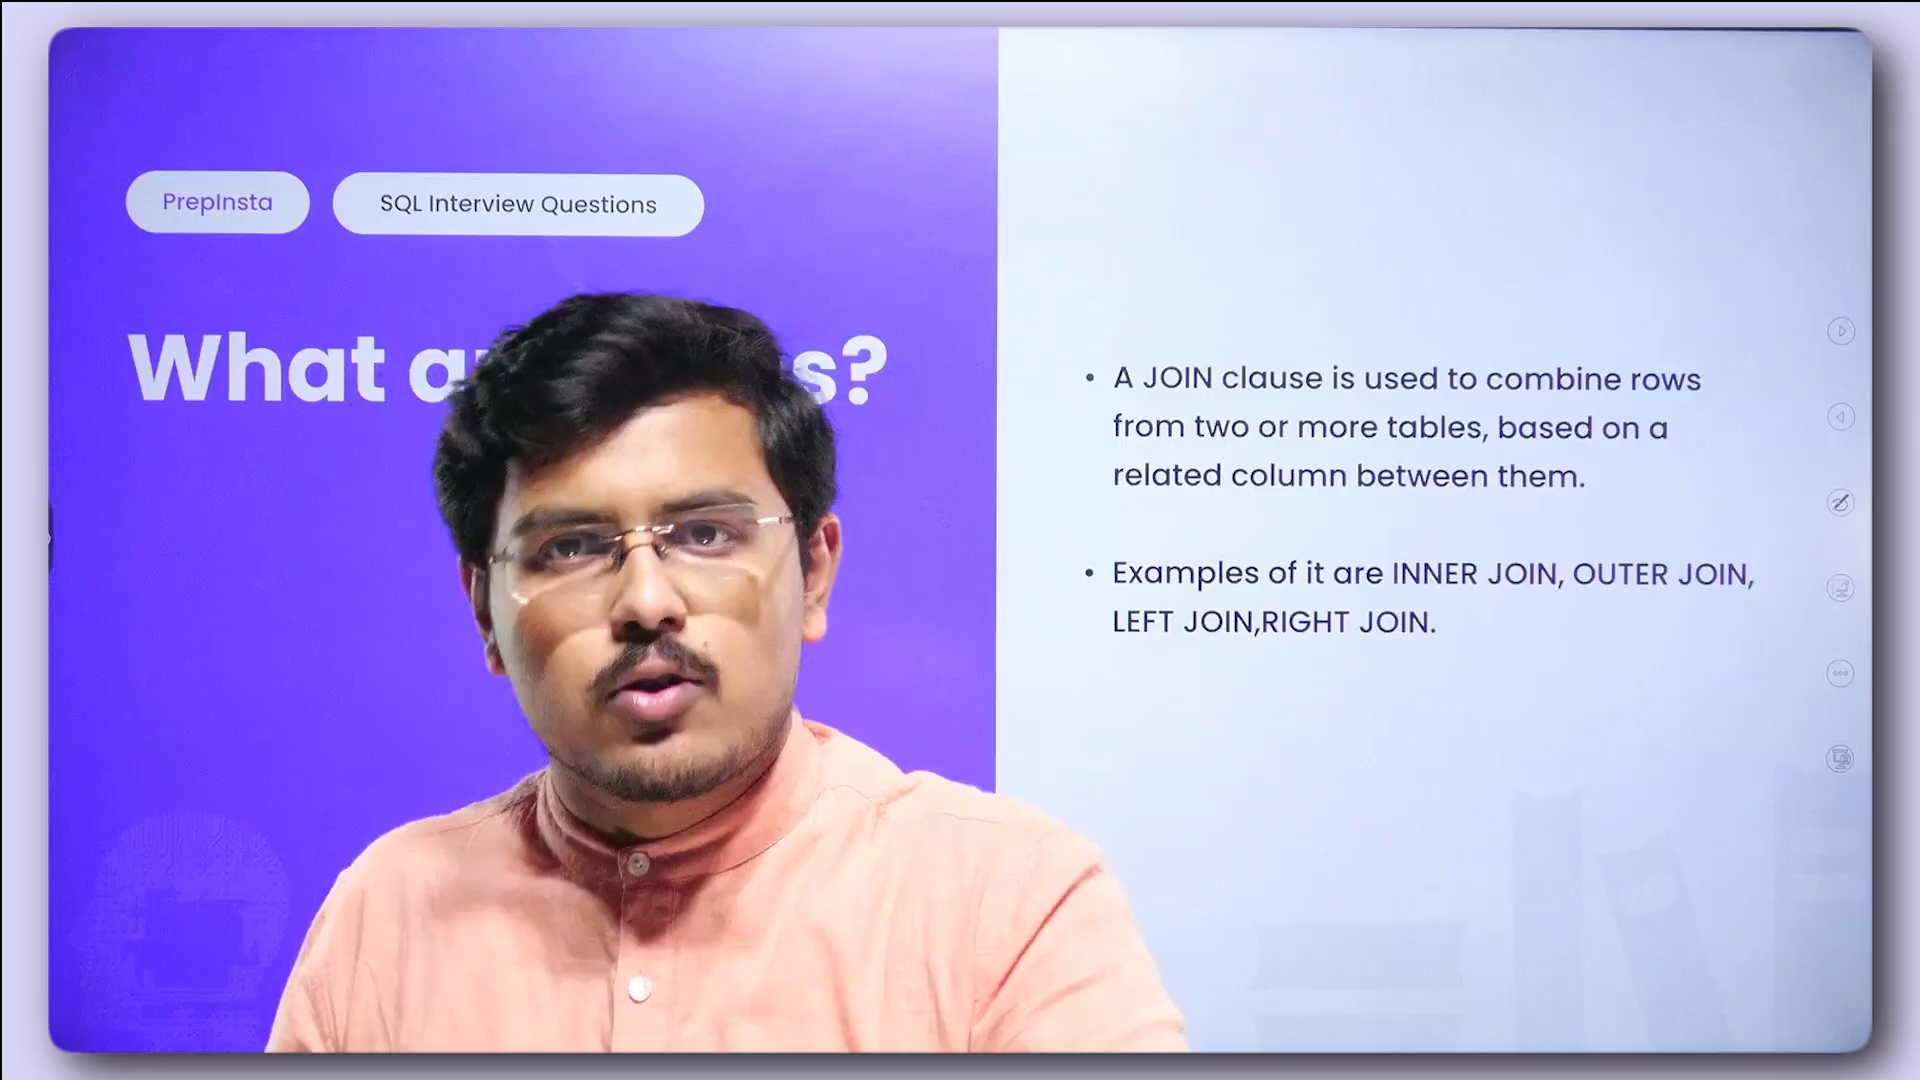 PrepInsta
SQL Interview Questions
What
• A JOIN clause is used to combine rows
from two or more tables, based on a
related column between them.
• Examples of it are INNER JOIN, OUTER JOIN,
LEFT JOIN,RIGHT JOIN.